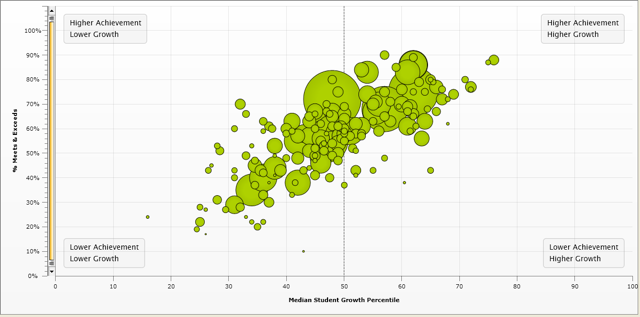 Higher Achievement
Lower Growth
Higher Achievement
Higher Growth
100%
90%
80%
70%
60%
50%
40%
30%
20%
10%
0%
% Meets & Exceeds
Lower Achievement
Lower Growth
Lower Achievement
Higher Growth
0 10 20 30 40 50 60 70 80 90 100
Median Student Growth Percentile